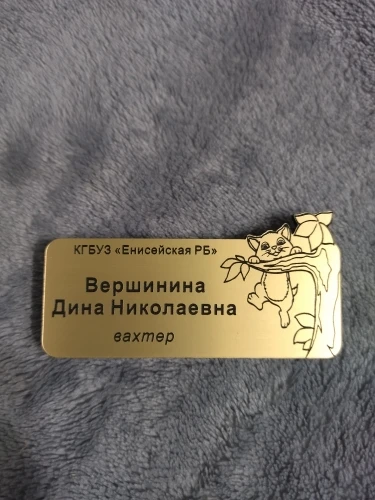 КГБУЗ «Енисейская РБ»
Вершинина
Дина Николаевна
вахтер